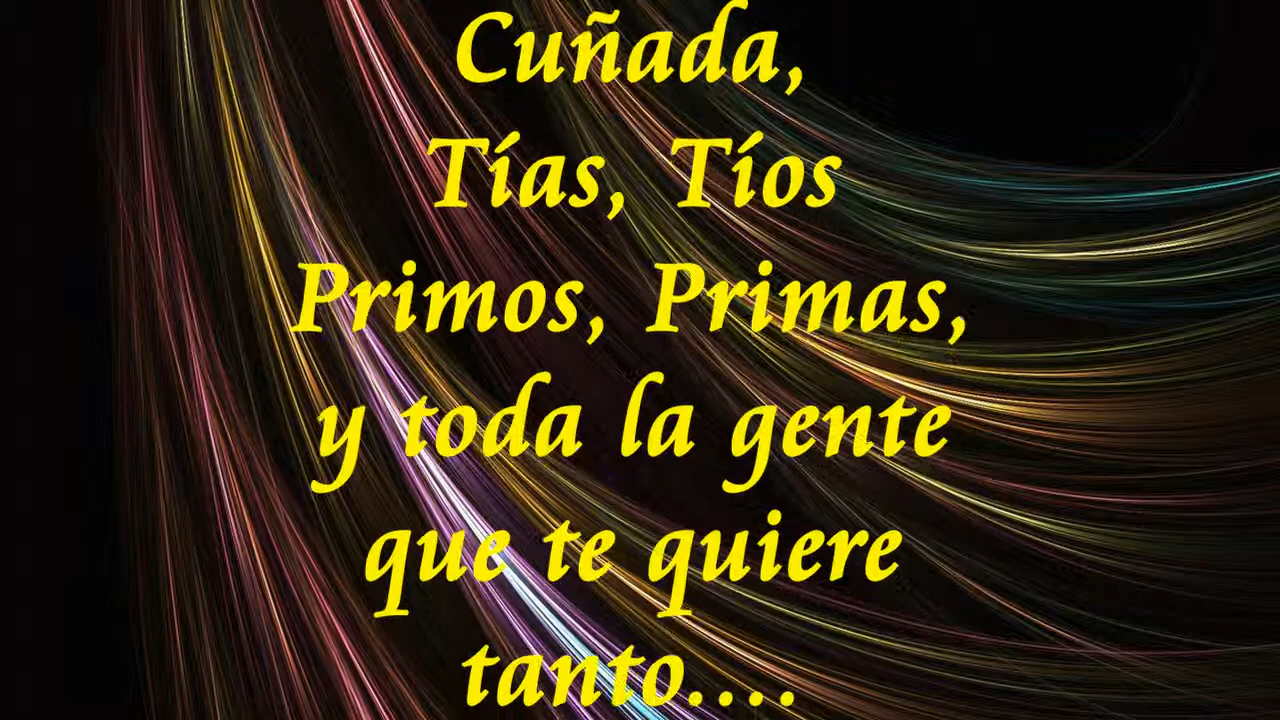 Cuñada,
Tías, Tíos
Primos, Primas,
y toda la gente
que te quiere
tanto....